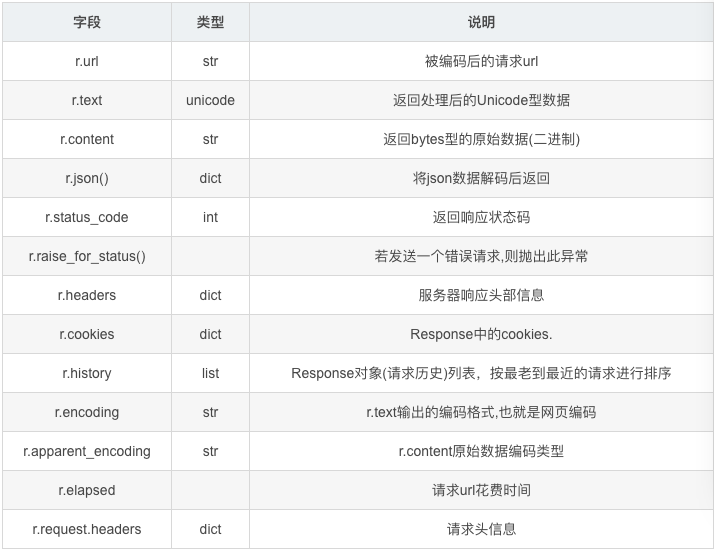 字段 类型 说明
r.url str 被编码后的请求url
r.text unicode 返回处理后的Unicode型数据
r.content str 返回bytes型的原始数据(二进制)
r.json() dict 将json数据解码后返回
r.status_code int 返回响应状态码
r.raise_for_status() 若发送一个错误请求,则抛出此异常
r.headers dict 服务器响应头部信息
r.cookies dict Response中的cookies.
r.history list Response对象(请求历史)列表，按最老到最近的请求进行排序
r.encoding str r.text输出的编码格式,也就是网页编码
r.apparent_encoding str r.content原始数据编码类型
r.elapsed 请求url花费时间
r.request.headers dict 请求头信息